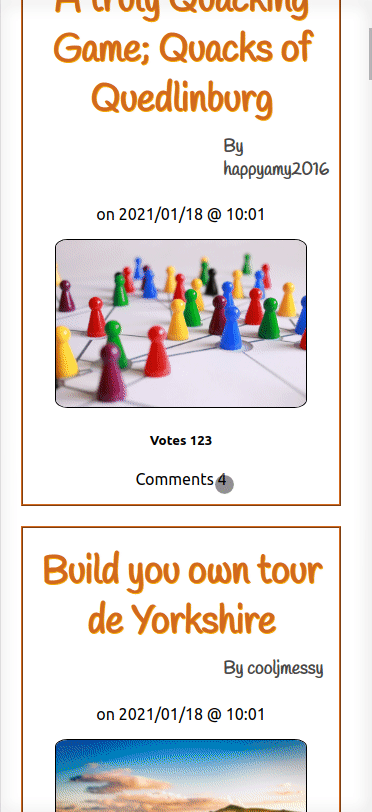 A truly Quacking
Game; Quacks of
Quedlinburg
By
happyamy2016
on 2021/01/18 @ 10:01
Votes 123
Comments 4
Build you own tour
de Yorkshire
By cooljmessy
on 2021/01/18 @ 10:01